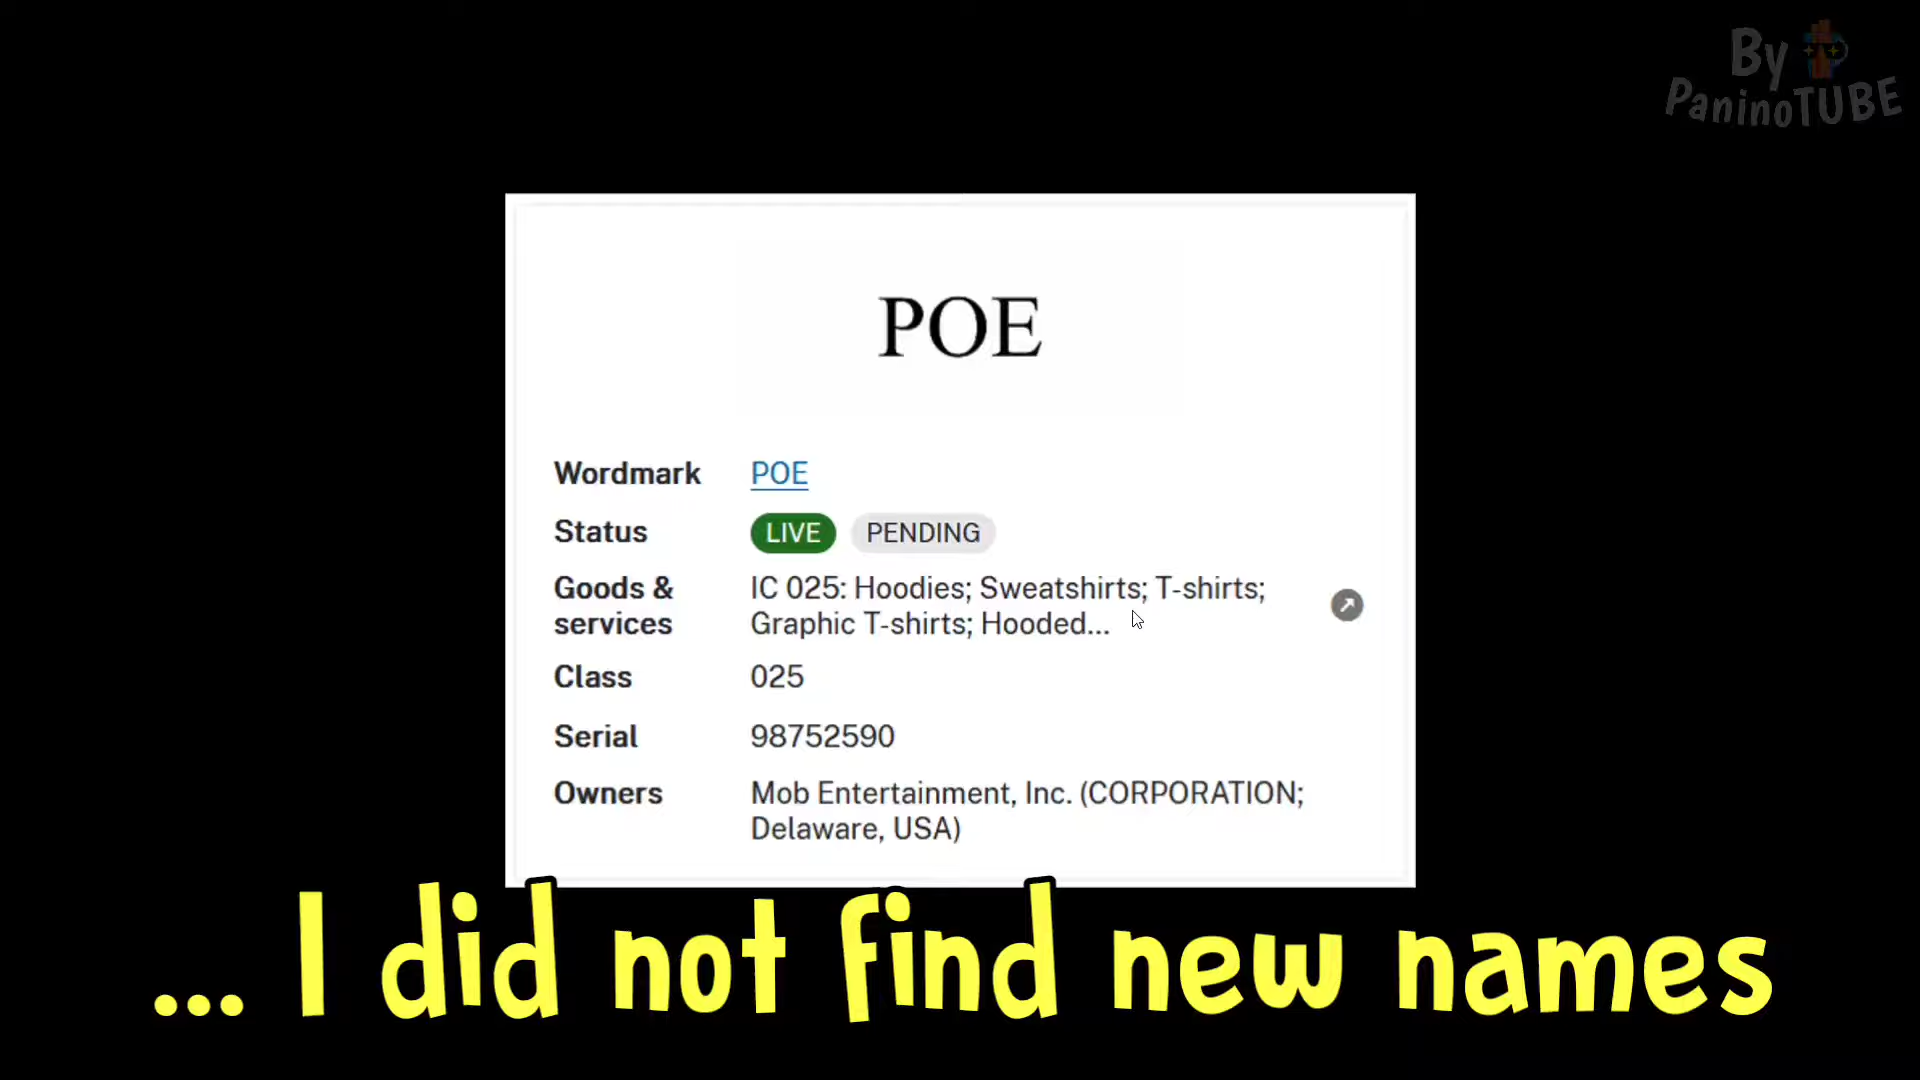 By
PaninoTUBE
POE
Wordmark POE
Status LIVE PENDING
Goods & services IC 025: Hoodies; Sweatshirts; T-shirts;
Graphic T-shirts; Hooded...
Class 025
Serial 98752590
Owners Mob Entertainment, Inc. (CORPORATION;
Delaware, USA)
... I did not find new names